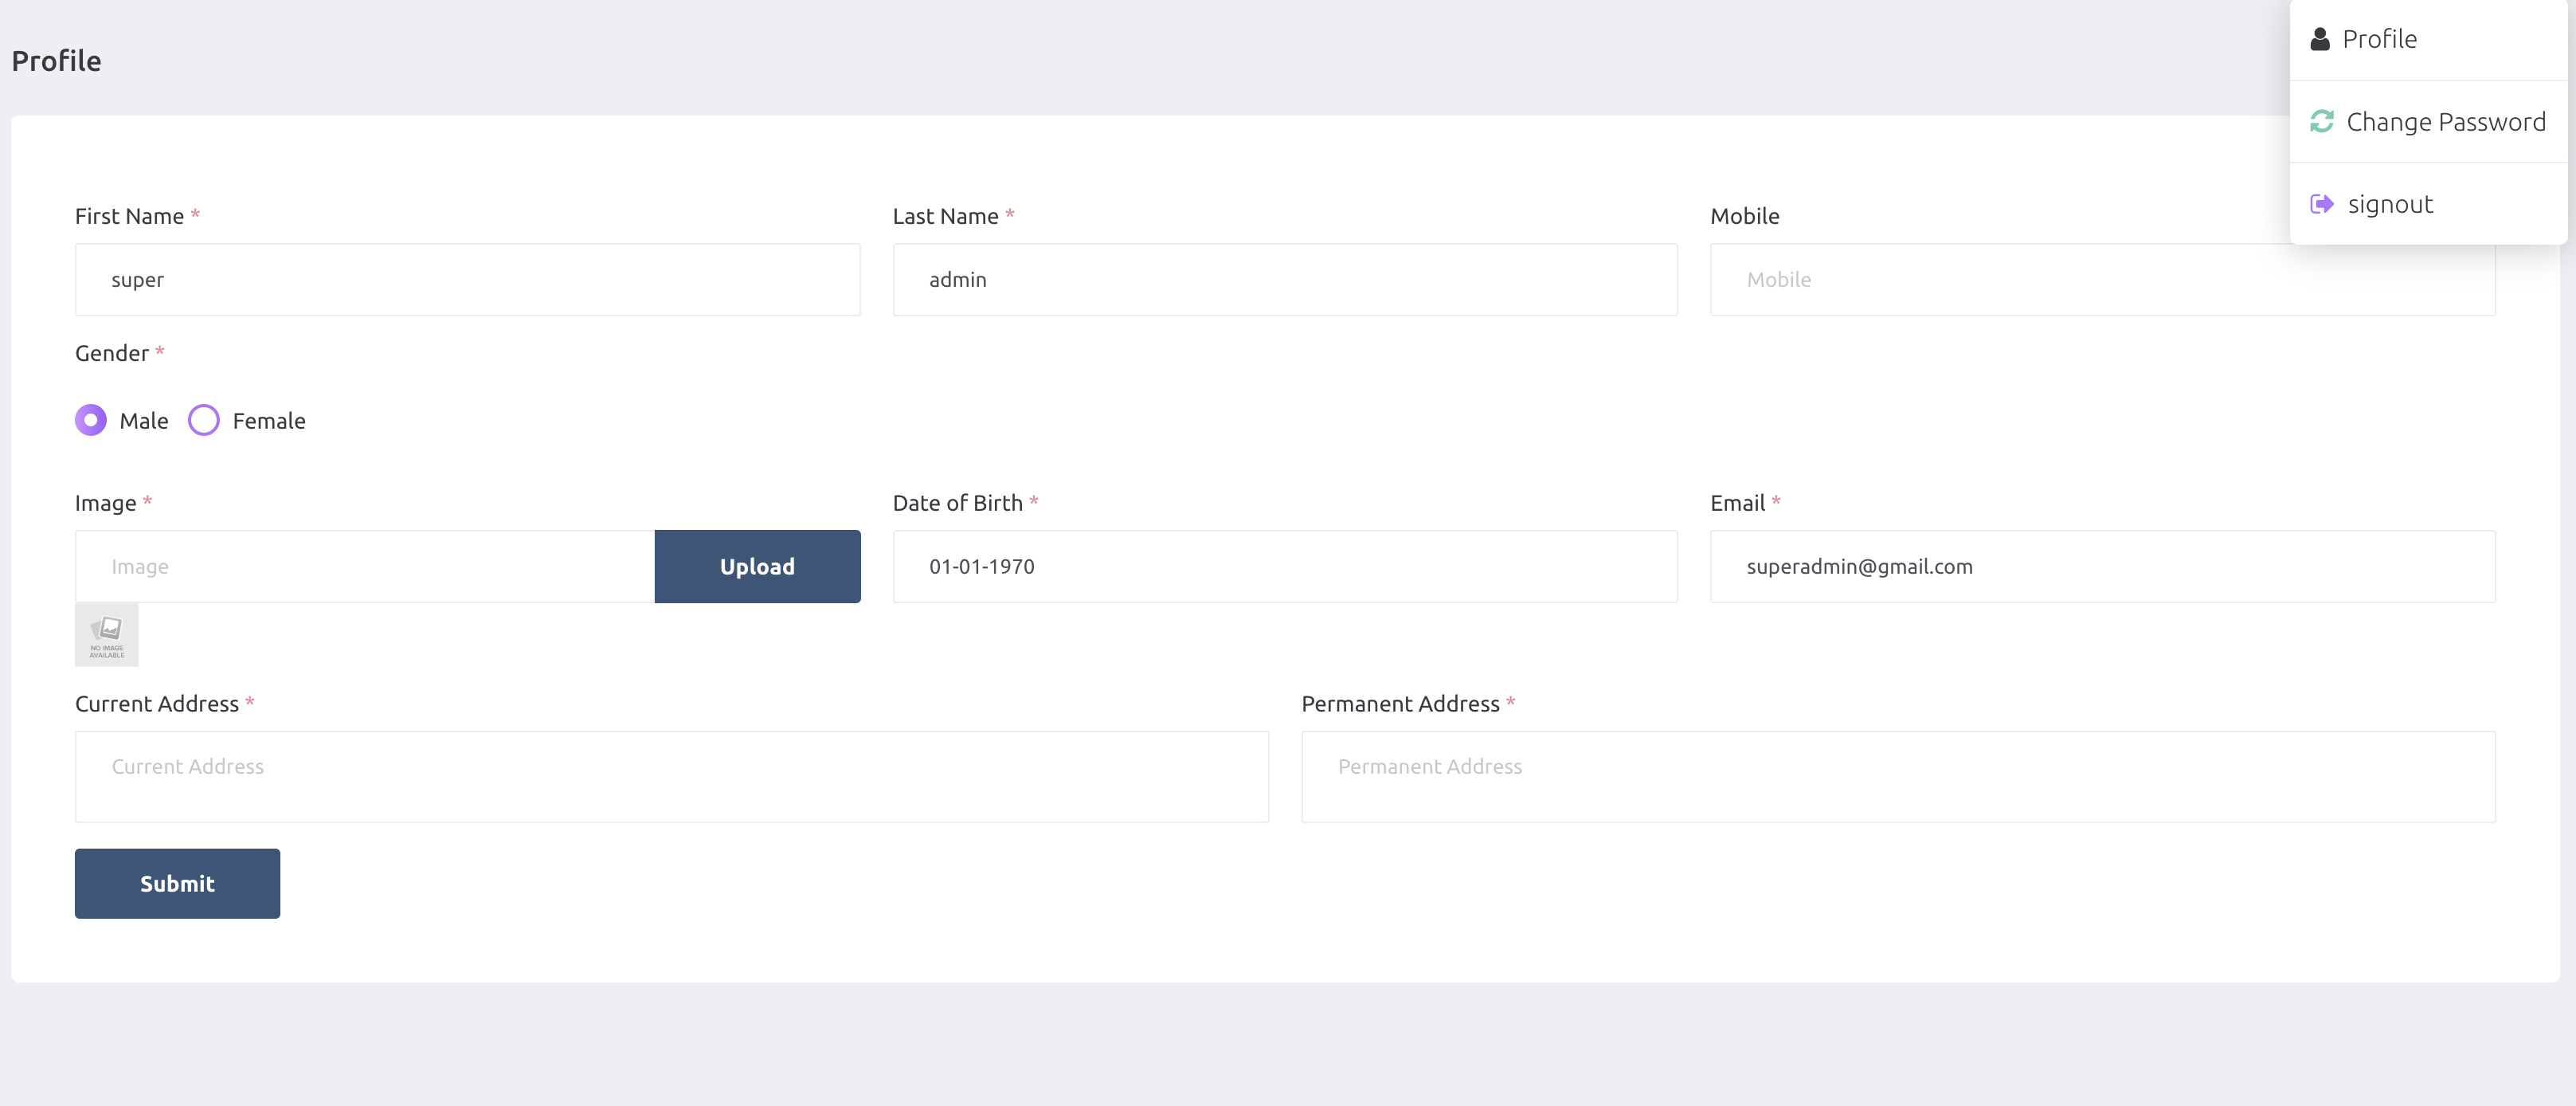 Profile
Profile
Change Password
signout
First Name *
Last Name *
Mobile
super
admin
Mobile
Gender *
Male
Female
Image *
Date of Birth *
Email *
Image
Upload
01-01-1970
superadmin@gmail.com
NO IMAGE
AVAILABLE
Current Address *
Permanent Address *
Current Address
Permanent Address
Submit